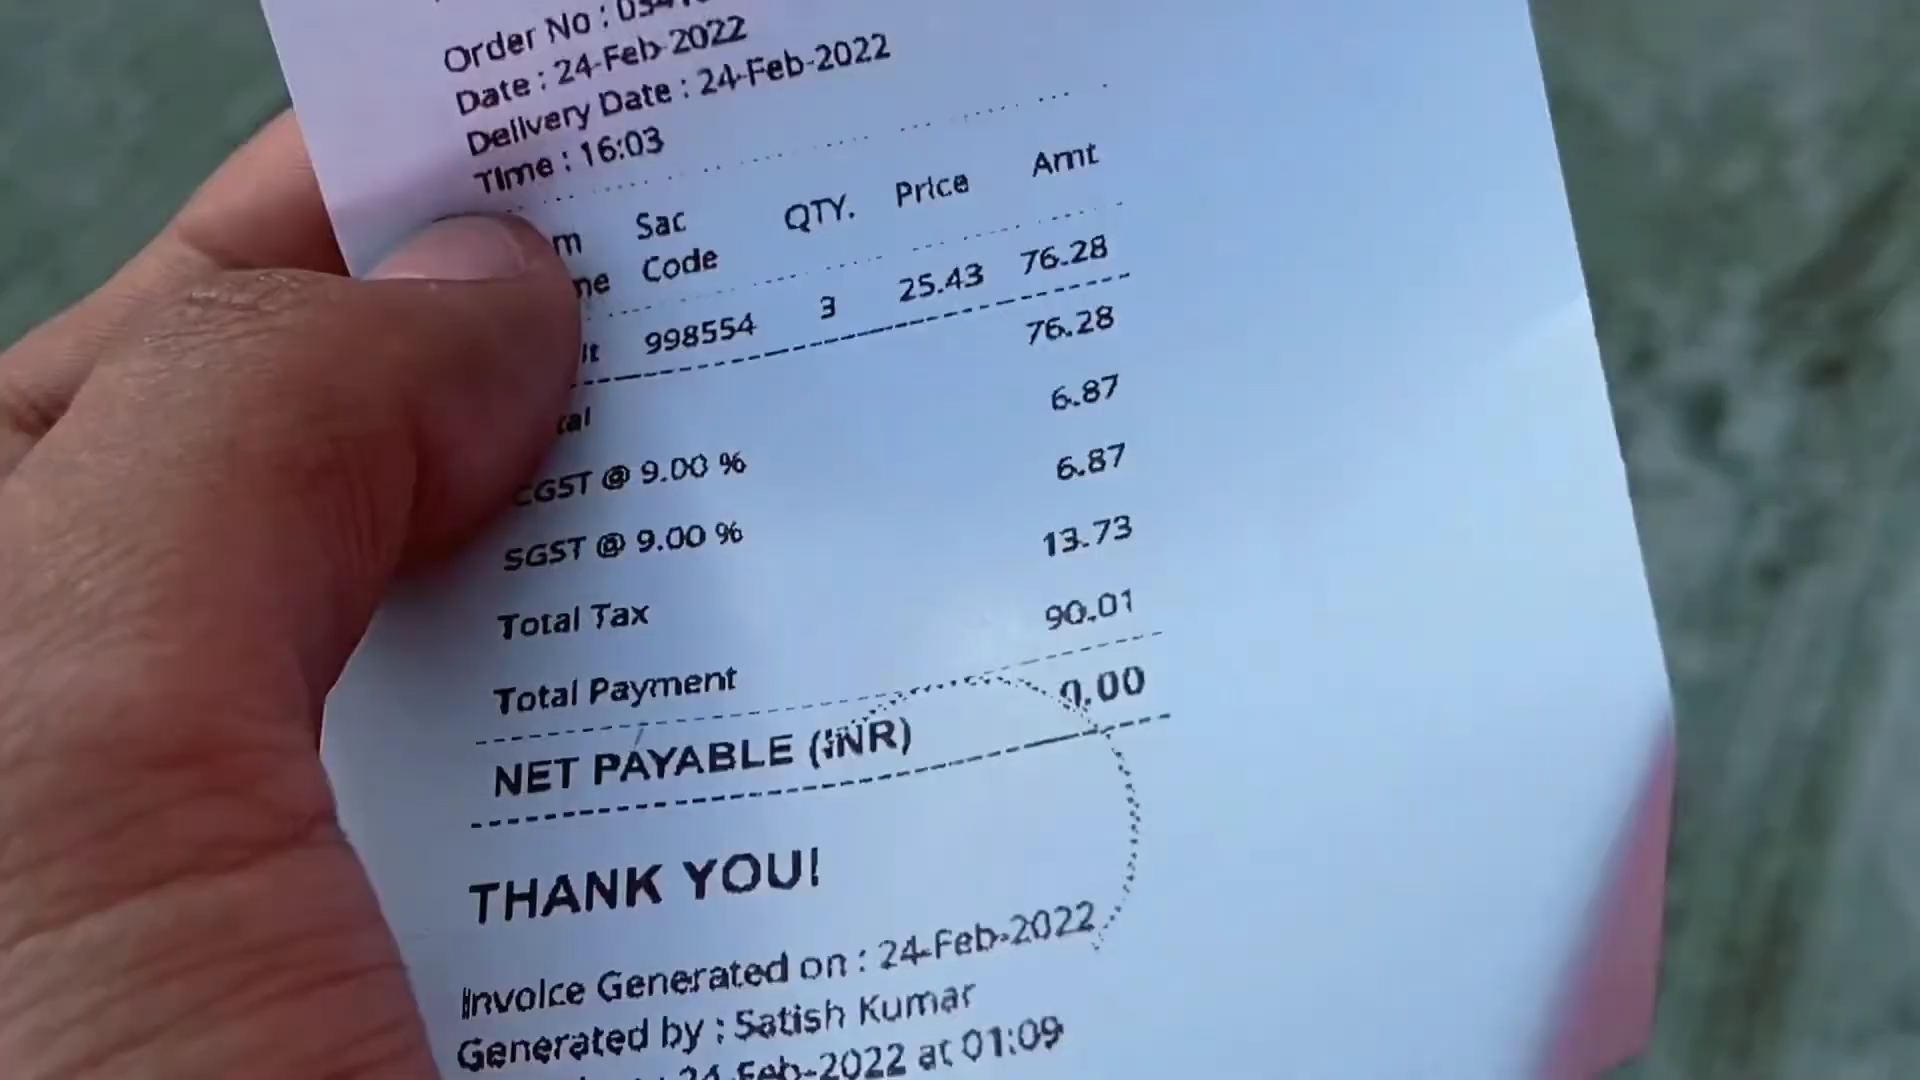 Order No :
Date : 24-Feb-2022
Delivery Date : 24-Feb-2022
Time : 16:03
Sac Code QTY. Price Amt
998554 3 25.43 76.28
76.28
CGST @ 9.00 % 6.87
SGST @ 9.00 % 6.87
Total Tax 13.73
Total Payment 90.01
NET PAYABLE (INR) 0.00
THANK YOU!
Invoice Generated on : 24-Feb-2022
Generated by : Satish Kumar
24-Feb-2022 at 01:09